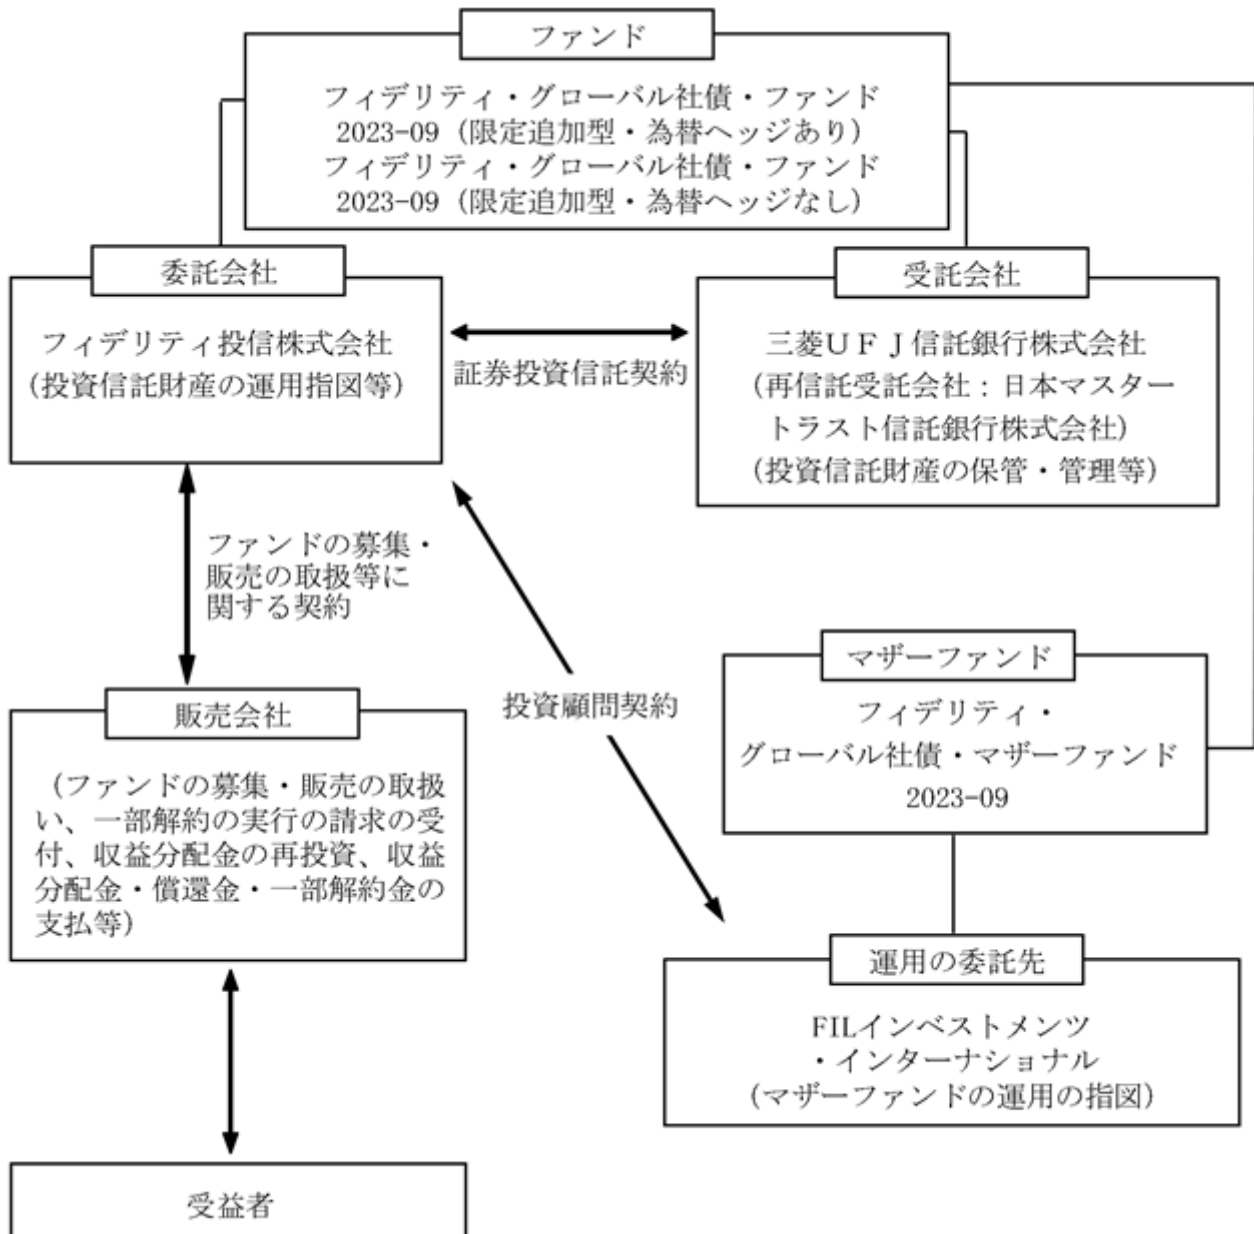 ファンド
フィデリティ・グローバル社債・ファンド
2023-09（限定追加型・為替ヘッジあり）
フィデリティ・グローバル社債・ファンド
2023-09（限定追加型・為替ヘッジなし）
委託会社
フィデリティ投信株式会社
（投資信託財産の運用指図等）
証券投資信託契約
受託会社
三菱ＵＦＪ信託銀行株式会社
（再信託受託会社：日本マスター
トラスト信託銀行株式会社）
（投資信託財産の保管・管理等）
ファンドの募集・
販売の取扱等に
関する契約
投資顧問契約
マザーファンド
フィデリティ・
グローバル社債・マザーファンド
2023-09
販売会社
（ファンドの募集・販売の取扱
い、一部解約の実行の請求の受
付、収益分配金の再投資、収益
分配金・償還金・一部解約金の
支払等）
運用の委託先
FILインベストメンツ
・インターナショナル
（マザーファンドの運用の指図）
受益者